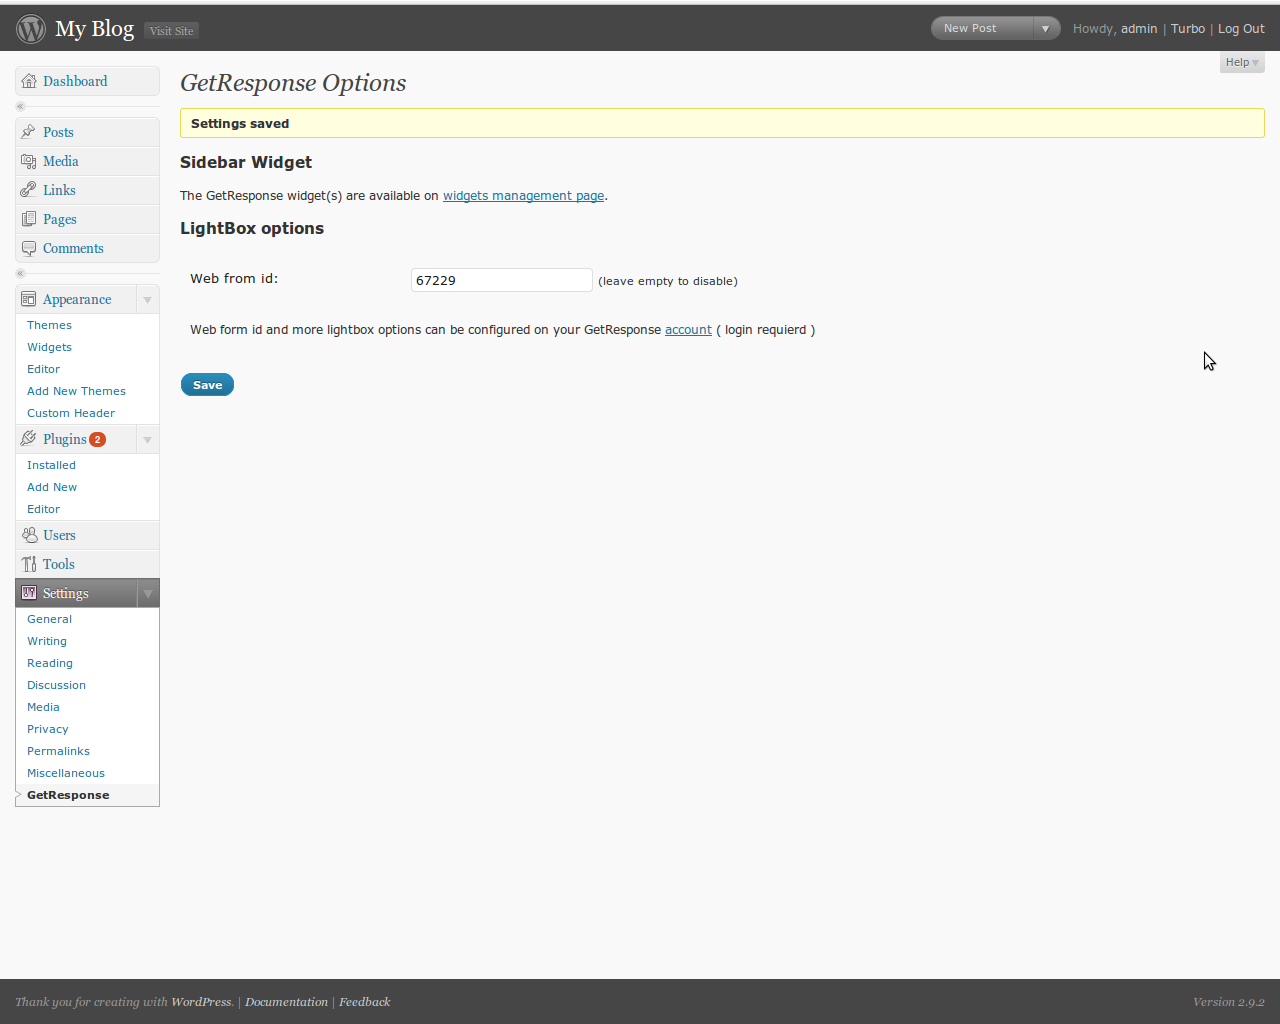 My Blog Visit Site New Post Howdy, admin | Turbo | Log Out
Help
Dashboard
Posts
Media
Links
Pages
Comments
Appearance
Themes
Widgets
Editor
Add New Themes
Custom Header
Plugins 2
Installed
Add New
Editor
Users
Tools
Settings
General
Writing
Reading
Discussion
Media
Privacy
Permalinks
Miscellaneous
GetResponse
GetResponse Options
Settings saved
Sidebar Widget
The GetResponse widget(s) are available on widgets management page.
LightBox options
Web from id: 67229 (leave empty to disable)
Web form id and more lightbox options can be configured on your GetResponse account ( login requierd )
Save
Thank you for creating with WordPress. | Documentation | Feedback Version 2.9.2